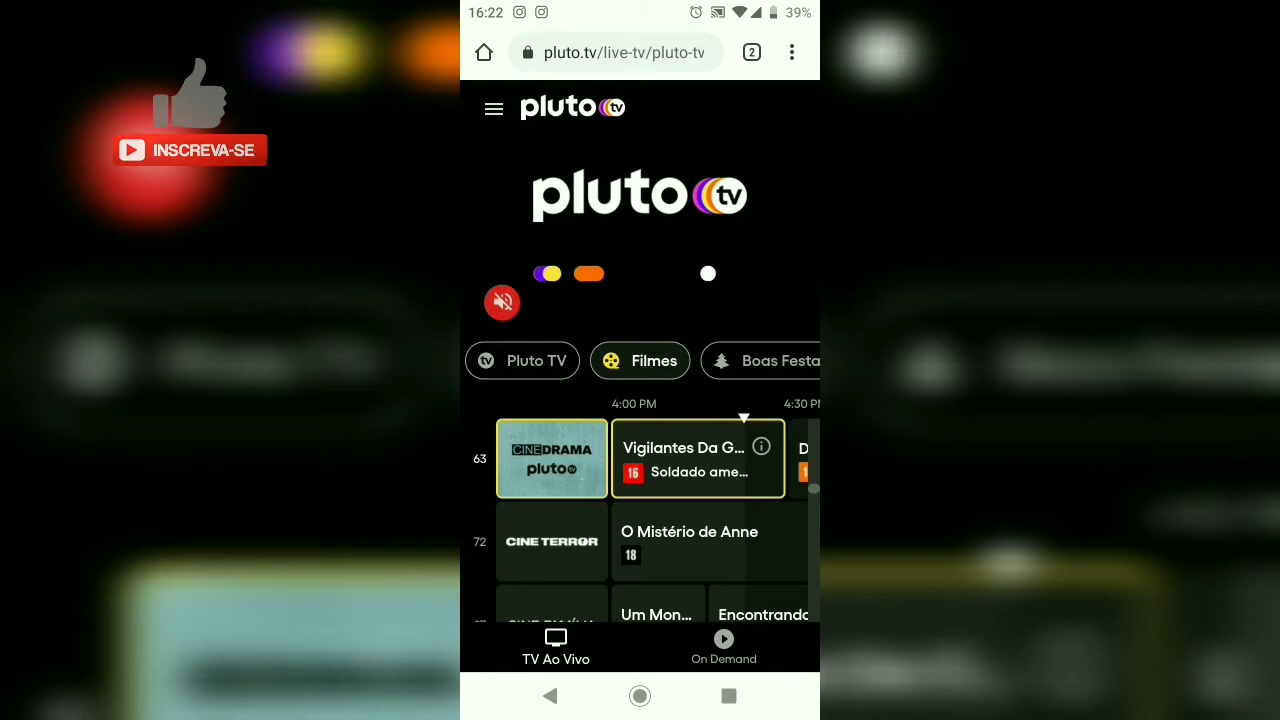 16:22
39%
pluto.tv/live-tv/pluto-tv
2
pluto tv
INSCREVA-SE
pluto tv
tv Pluto TV
Filmes
Boas Festa
4:00 PM
4:30 P
63
CINEDRAMA
pluto tv
Vigilantes Da G...
16 Soldado ame...
D
72
CINE TERROR
O Mistério de Anne
18
Um Mon...
Encontrando
TV Ao Vivo
On Demand